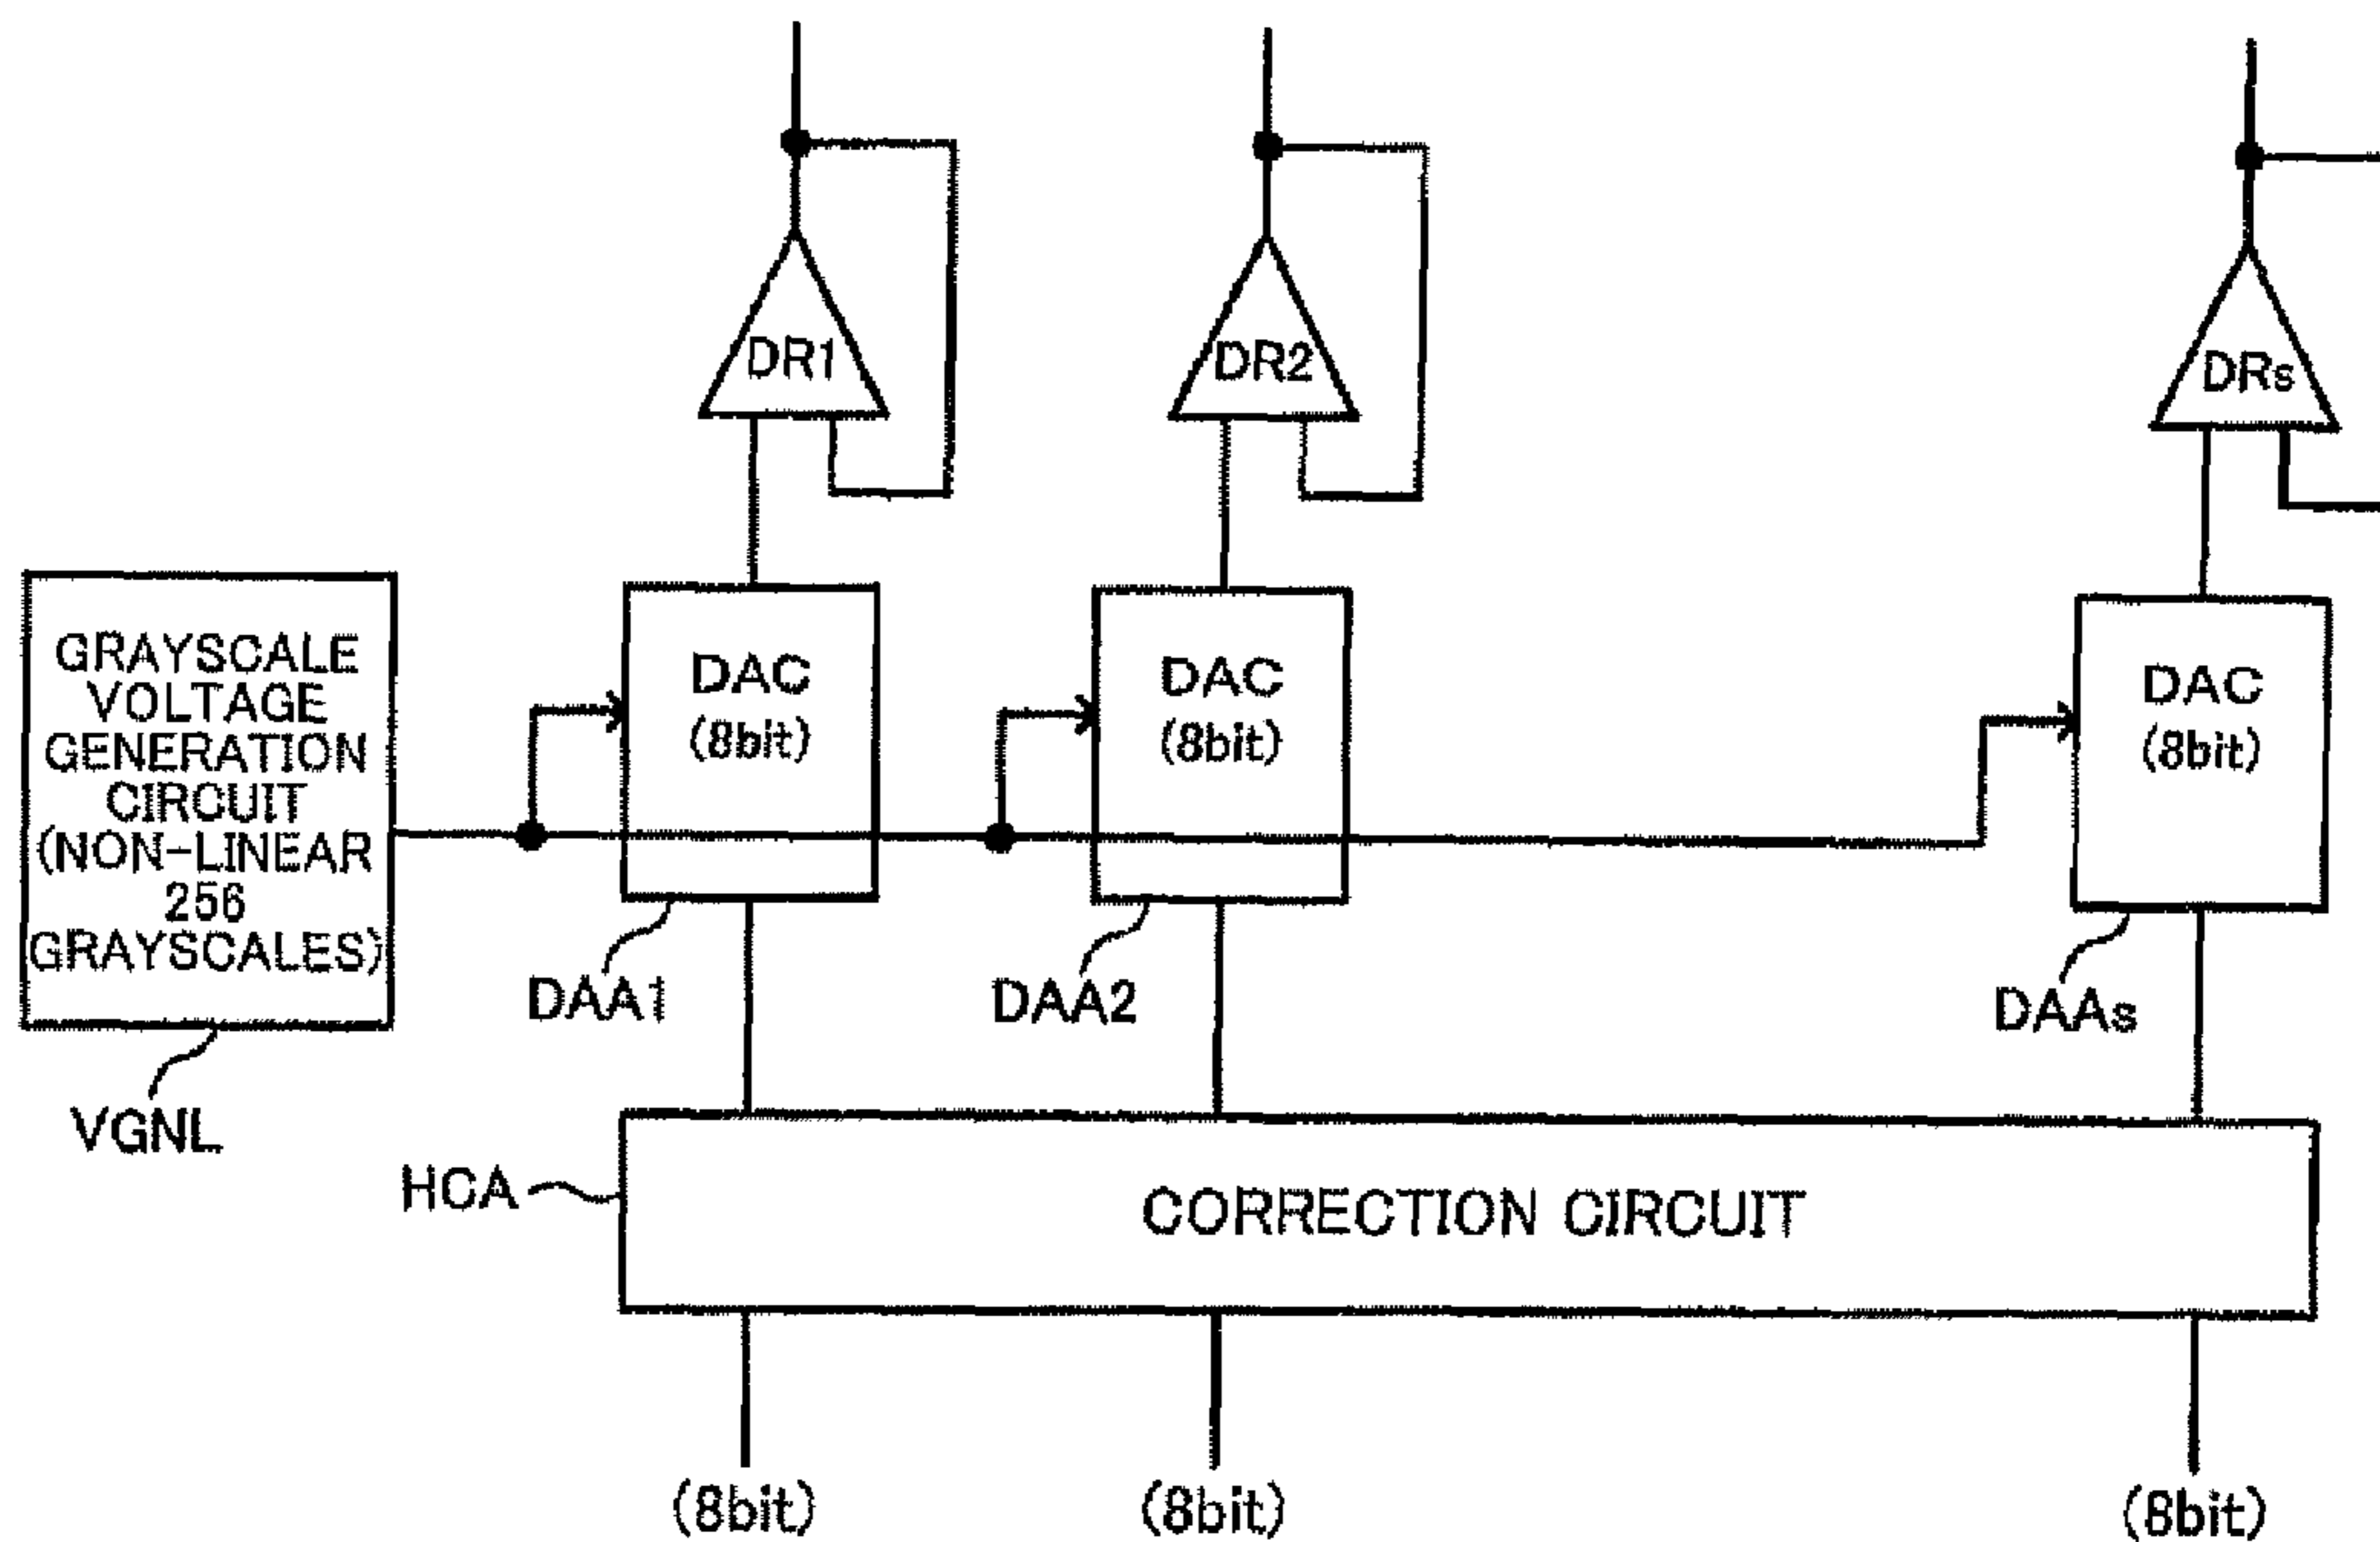 DR1
DR2
DRs
GRAYSCALE
VOLTAGE
GENERATION
CIRCUIT
(NON-LINEAR
256
GRAYSCALES)
VGNL
DAC
(8bit)
DAA1
DAC
(8bit)
DAA2
DAC
(8bit)
DAAs
HCA
CORRECTION CIRCUIT
(8bit)
(8bit)
(8bit)